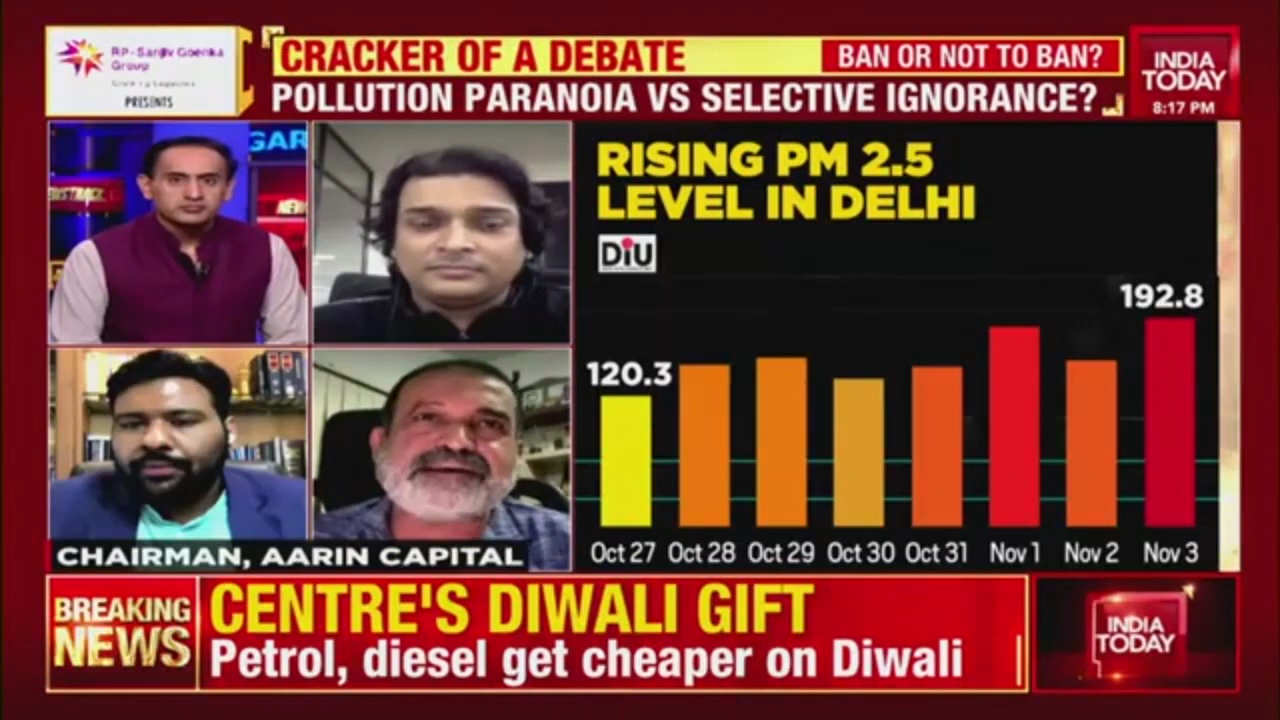 RP-Sanjiv Goenka
Group
PRESENTS
CRACKER OF A DEBATE
BAN OR NOT TO BAN?
POLLUTION PARANOIA VS SELECTIVE IGNORANCE?
INDIA
TODAY
8:17 PM
GAR
RISING PM 2.5
LEVEL IN DELHI
DiU
120.3
192.8
Oct 27 Oct 28 Oct 29 Oct 30 Oct 31 Nov 1 Nov 2 Nov 3
CHAIRMAN, AARIN CAPITAL
BREAKING
NEWS
CENTRE'S DIWALI GIFT
Petrol, diesel get cheaper on Diwali
INDIA
TODAY